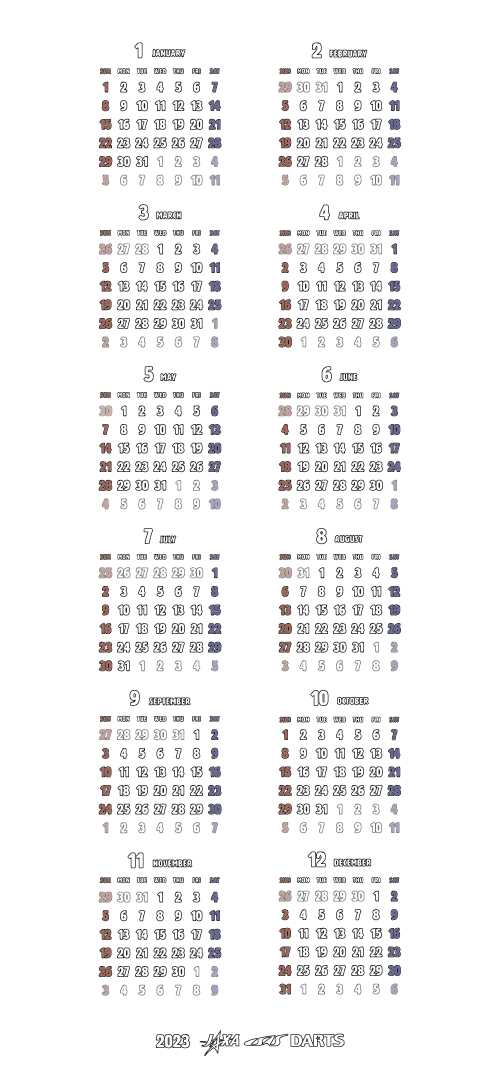 1 JANUARY
SUN MON TUE WED THU FRI SAT
1 2 3 4 5 6 7
8 9 10 11 12 13 14
15 16 17 18 19 20 21
22 23 24 25 26 27 28
29 30 31 1 2 3 4
5 6 7 8 9 10 11
2 FEBRUARY
SUN MON TUE WED THU FRI SAT
29 30 31 1 2 3 4
5 6 7 8 9 10 11
12 13 14 15 16 17 18
19 20 21 22 23 24 25
26 27 28 1 2 3 4
5 6 7 8 9 10 11
3 MARCH
SUN MON TUE WED THU FRI SAT
26 27 28 1 2 3 4
5 6 7 8 9 10 11
12 13 14 15 16 17 18
19 20 21 22 23 24 25
26 27 28 29 30 31 1
2 3 4 5 6 7 8
4 APRIL
SUN MON TUE WED THU FRI SAT
26 27 28 29 30 31 1
2 3 4 5 6 7 8
9 10 11 12 13 14 15
16 17 18 19 20 21 22
23 24 25 26 27 28 29
30 1 2 3 4 5 6
5 MAY
SUN MON TUE WED THU FRI SAT
30 1 2 3 4 5 6
7 8 9 10 11 12 13
14 15 16 17 18 19 20
21 22 23 24 25 26 27
28 29 30 31 1 2 3
4 5 6 7 8 9 10
6 JUNE
SUN MON TUE WED THU FRI SAT
28 29 30 31 1 2 3
4 5 6 7 8 9 10
11 12 13 14 15 16 17
18 19 20 21 22 23 24
25 26 27 28 29 30 1
2 3 4 5 6 7 8
7 JULY
SUN MON TUE WED THU FRI SAT
25 26 27 28 29 30 1
2 3 4 5 6 7 8
9 10 11 12 13 14 15
16 17 18 19 20 21 22
23 24 25 26 27 28 29
30 31 1 2 3 4 5
8 AUGUST
SUN MON TUE WED THU FRI SAT
30 31 1 2 3 4 5
6 7 8 9 10 11 12
13 14 15 16 17 18 19
20 21 22 23 24 25 26
27 28 29 30 31 1 2
3 4 5 6 7 8 9
9 SEPTEMBER
SUN MON TUE WED THU FRI SAT
27 28 29 30 31 1 2
3 4 5 6 7 8 9
10 11 12 13 14 15 16
17 18 19 20 21 22 23
24 25 26 27 28 29 30
1 2 3 4 5 6 7
10 OKTOBER
SUN MON TUE WED THU FRI SAT
1 2 3 4 5 6 7
8 9 10 11 12 13 14
15 16 17 18 19 20 21
22 23 24 25 26 27 28
29 30 31 1 2 3 4
5 6 7 8 9 10 11
11 NOVEMBER
SUN MON TUE WED THU FRI SAT
29 30 31 1 2 3 4
5 6 7 8 9 10 11
12 13 14 15 16 17 18
19 20 21 22 23 24 25
26 27 28 29 30 1 2
3 4 5 6 7 8 9
12 DECEMBER
SUN MON TUE WED THU FRI SAT
26 27 28 29 30 1 2
3 4 5 6 7 8 9
10 11 12 13 14 15 16
17 18 19 20 21 22 23
24 25 26 27 28 29 30
31 1 2 3 4 5 6
2023 JAXA DARTS